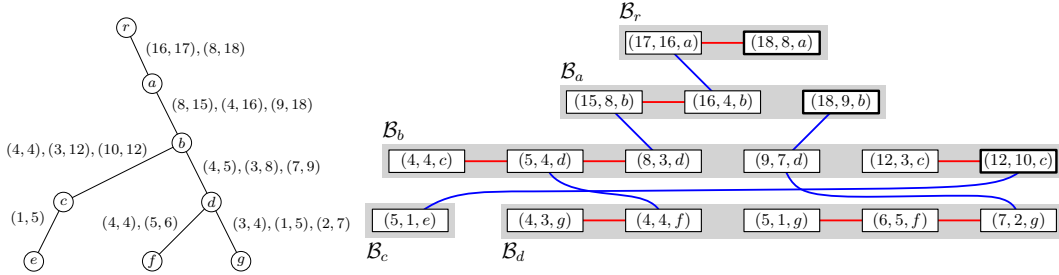 r
(16, 17), (8, 18)
a
(8, 15), (4, 16), (9, 18)
b
(4, 4), (3, 12), (10, 12)
(4, 5), (3, 8), (7, 9)
c
d
(1, 5)
(4, 4), (5, 6)
(3, 4), (1, 5), (2, 7)
e
f
g
𝓑_r
(17, 16, a)
(18, 8, a)
𝓑_a
(15, 8, b)
(16, 4, b)
(18, 9, b)
𝓑_b
(4, 4, c)
(5, 4, d)
(8, 3, d)
(9, 7, d)
(12, 3, c)
(12, 10, c)
(5, 1, e)
(4, 3, g)
(4, 4, f)
(5, 1, g)
(6, 5, f)
(7, 2, g)
𝓑_c
𝓑_d